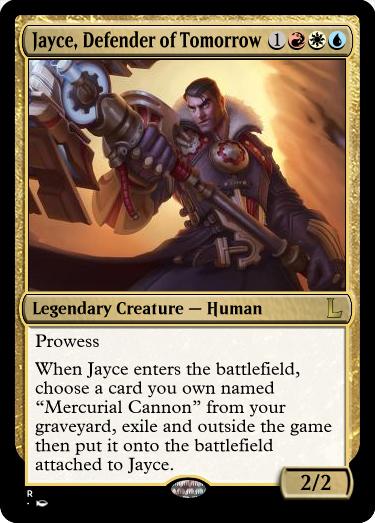 Jayce, Defender of Tomorrow 1
Legendary Creature — Human L
Prowess
When Jayce enters the battlefield,
choose a card you own named
“Mercurial Cannon” from your
graveyard, exile and outside the game
then put it onto the battlefield
attached to Jayce.
2/2
R